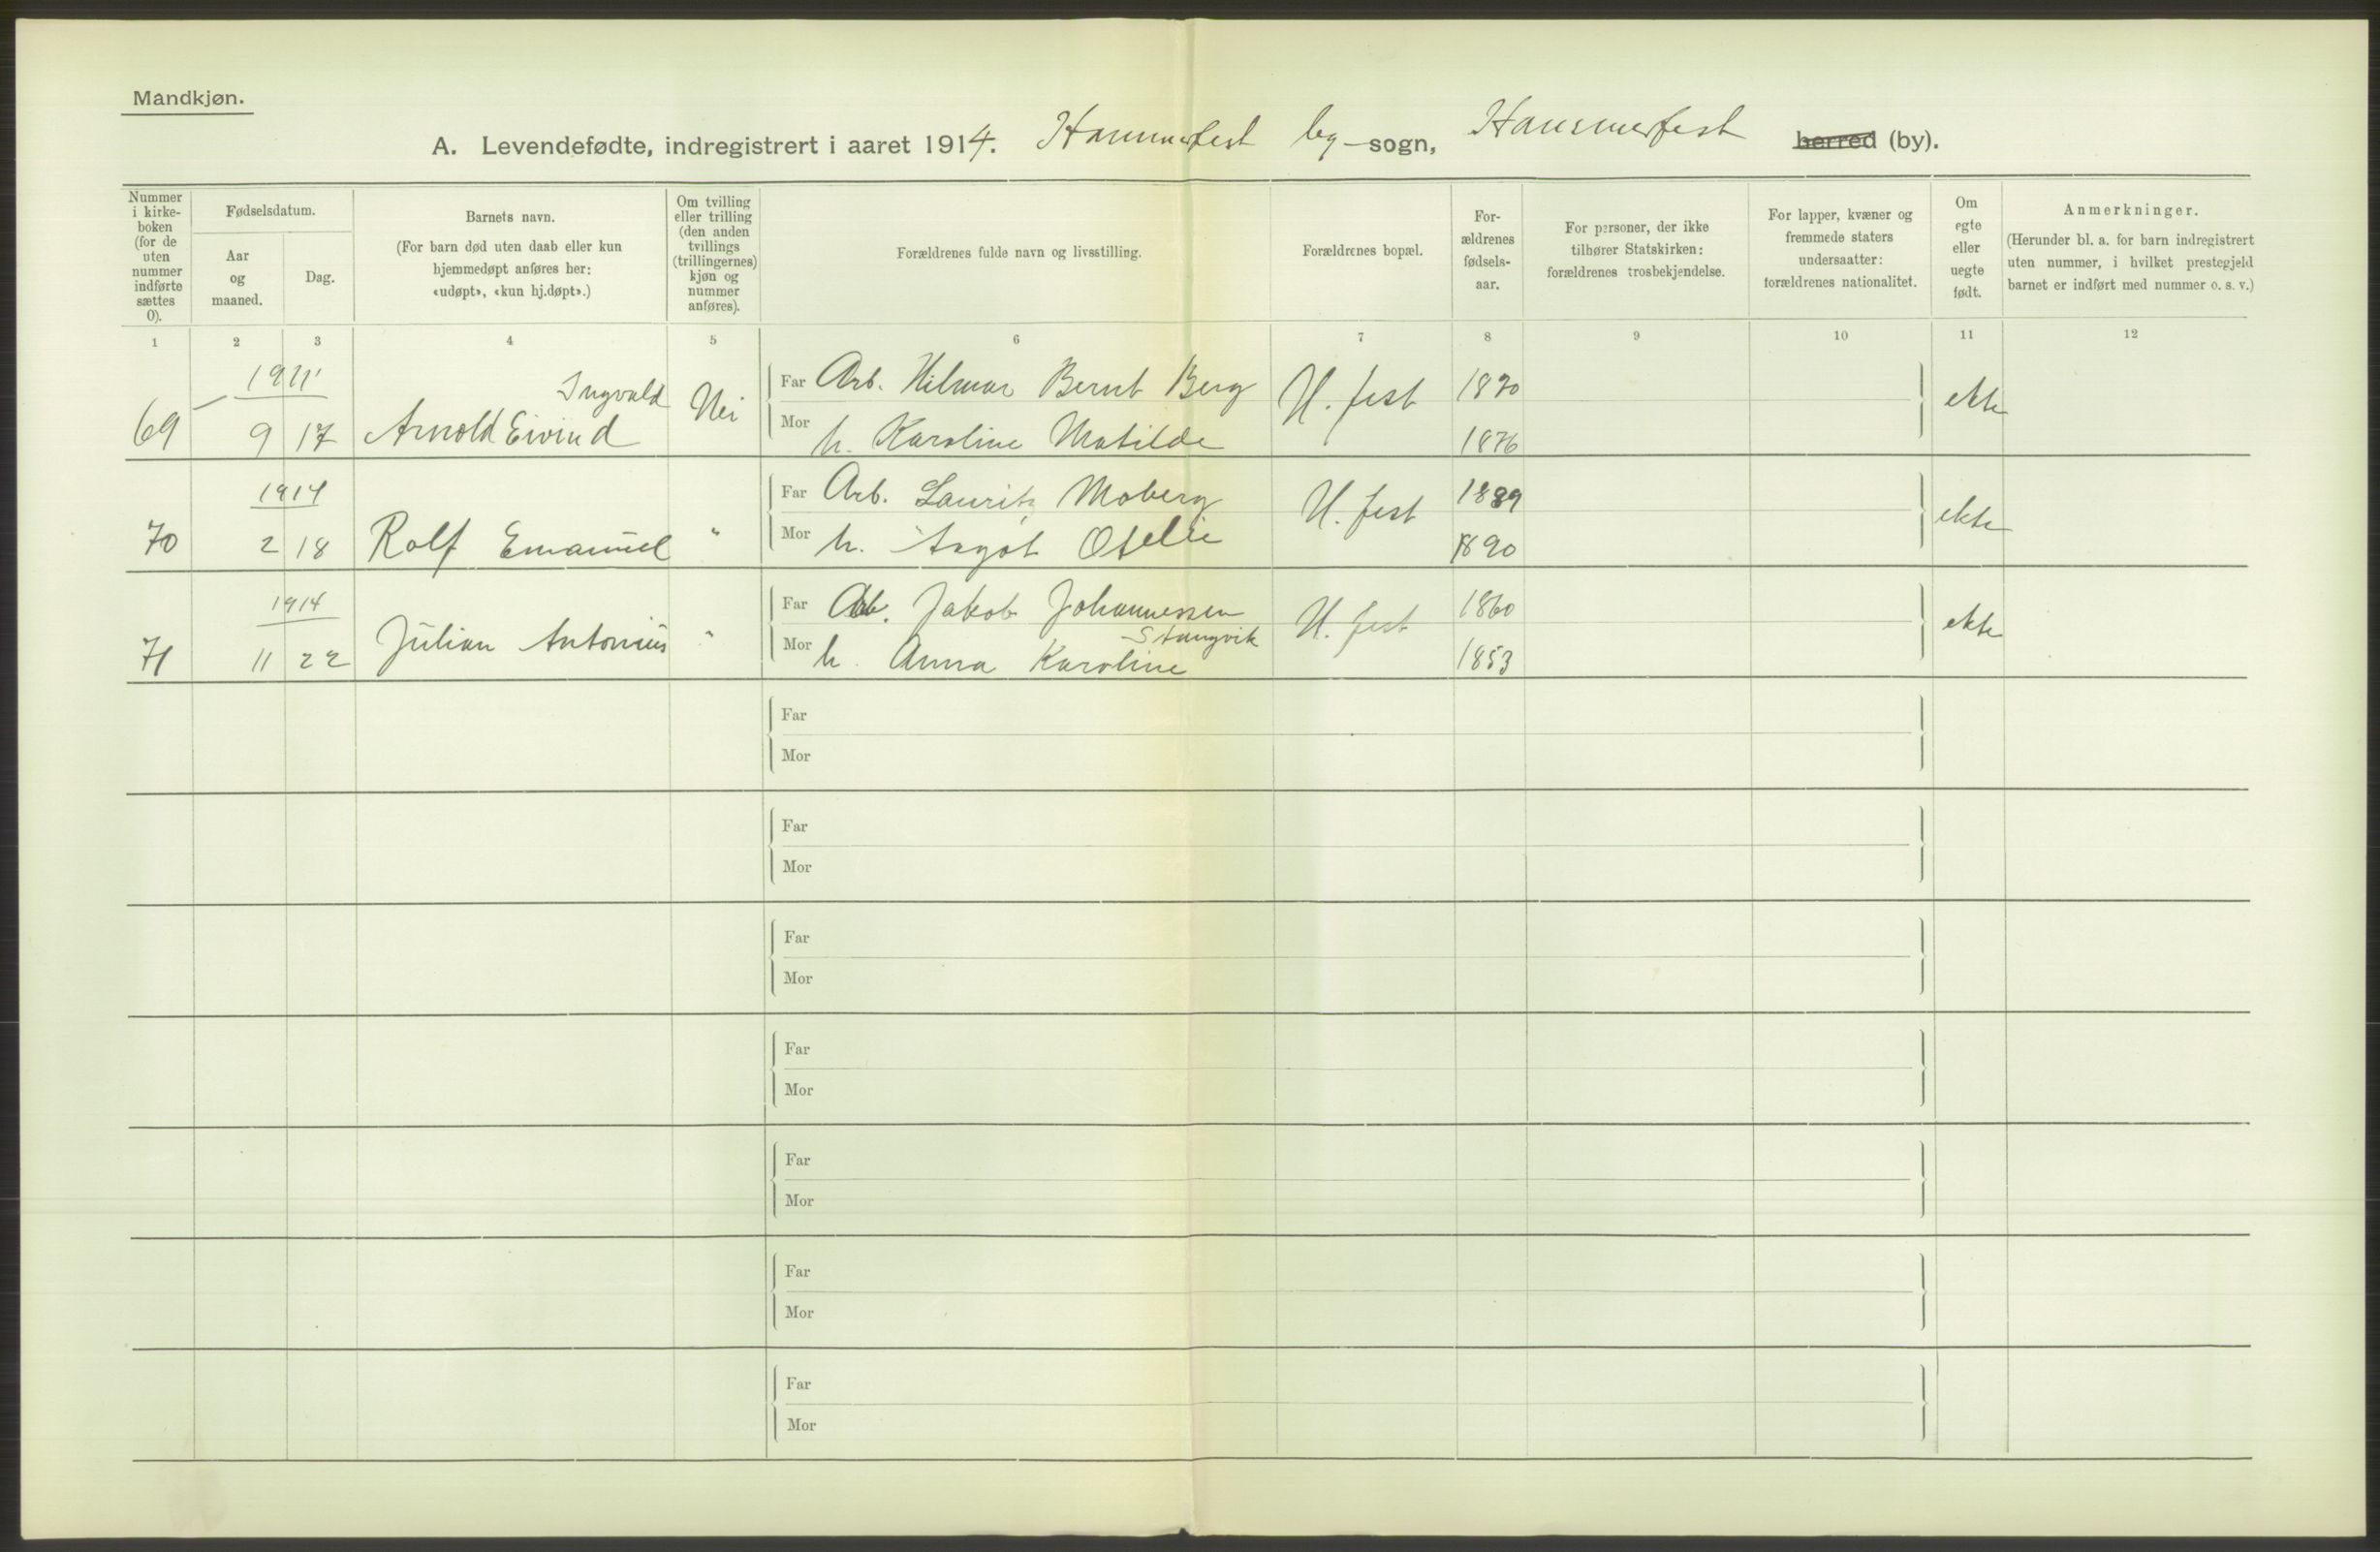 Mandkjøn.
A. Levendefødte, indregistrert i aaret 1914. Hammerfest by-sogn, Hammerfest herred (by).
Nummer i kirke-boken (for de uten nummer indførte sættes 0).
Fødselsdatum.
Aar og maaned.
Dag.
Barnets navn.
(For barn død uten daab eller kun hjemmedøpt anføres her: «udøpt», «kun hj.døpt».)
Om tvilling eller trilling (den anden tvillings (trillingernes) kjøn og nummer anføres).
Forældrenes fulde navn og livsstilling.
Forældrenes bopæl.
For-ældrenes fødsels-aar.
For personer, der ikke tilhører Statskirken: forældrenes trosbekjendelse.
For lapper, kvæner og fremmede staters undersaatter: forældrenes nationalitet.
Om egte eller uegte født.
Anmerkninger.
(Herunder bl. a. for barn indregistrert uten nummer, i hvilket prestegjeld barnet er indført med nummer o. s. v.)
1 2 3 4 5 6 7 8 9 10 11 12
1911 Ingvald Far Arb. Hilmar Bernt Berg 1870
69 9 17 Arnold Eivind Nei H. fest ekte
Mor h. Karoline Matilde 1876
1914 Far Arb. Laurits Moberg 1889
70 2 18 Rolf Emanuel " H. fest ekte
Mor h. Otelie 1890
1914 Far Arb. Jakob Johannessen 1860
Stangvik
71 11 22 Julian Antonius " H. fest ekte
Mor h. Anna Karoline 1853
Far
Mor
Far
Mor
Far
Mor
Far
Mor
Far
Mor
Far
Mor
Far
Mor